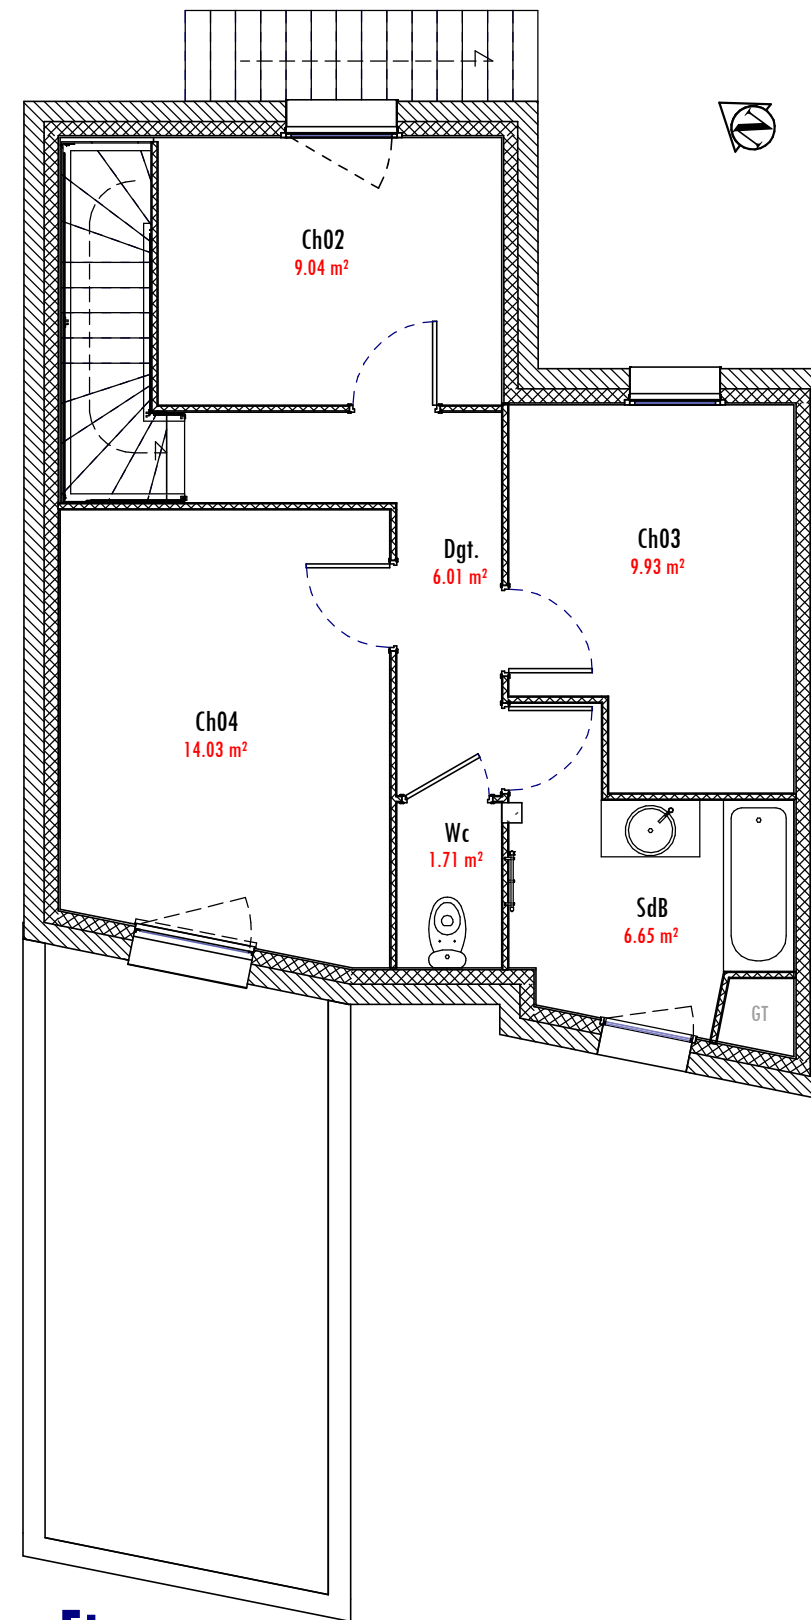 Ch02
9.04 m²
Dgt.
6.01 m²
Ch03
9.93 m²
Ch04
14.03 m²
Wc
1.71 m²
SdB
6.65 m²
GT